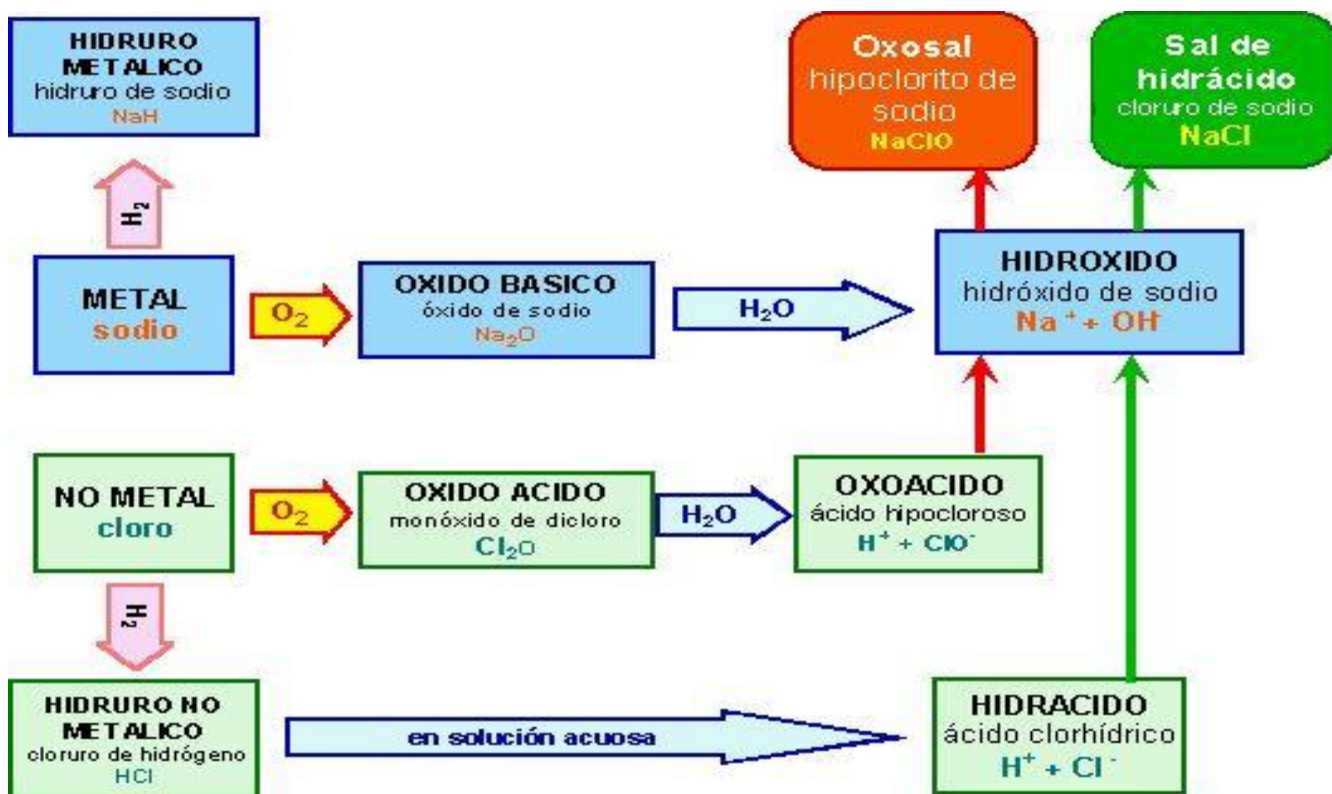 HIDRURO
METALICO
hidruro de sodio
NaH
Oxosal
hipoclorito de
sodio
NaClO
Sal de
hidrácido
cloruro de sodio
NaCl
H₂
METAL
sodio
O₂
OXIDO BASICO
óxido de sodio
Na₂O
H₂O
HIDROXIDO
hidróxido de sodio
Na⁺ + OH⁻
NO METAL
cloro
O₂
OXIDO ACIDO
monóxido de dicloro
Cl₂O
H₂O
OXOACIDO
ácido hipocloroso
H⁺ + ClO⁻
H₂
HIDRURO NO
METALICO
cloruro de hidrógeno
HCl
en solución acuosa
HIDRACIDO
ácido clorhídrico
H⁺ + Cl⁻